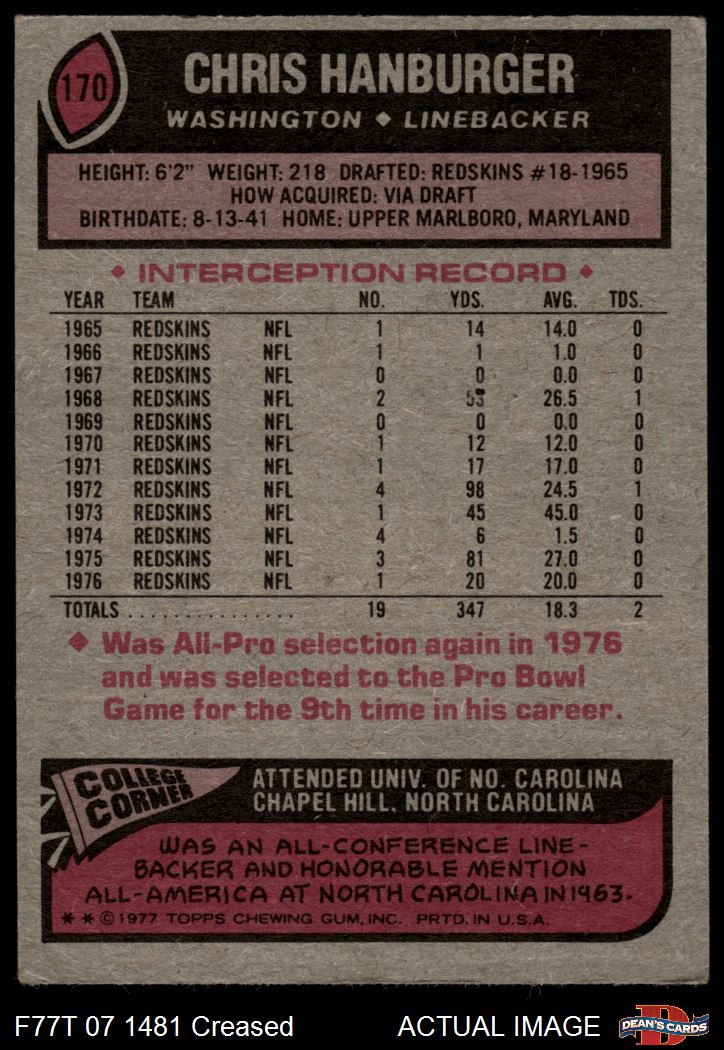 170
CHRIS HANBURGER
WASHINGTON ◆ LINEBACKER
HEIGHT: 6'2" WEIGHT: 218 DRAFTED: REDSKINS #18-1965
HOW ACQUIRED: VIA DRAFT
BIRTHDATE: 8-13-41 HOME: UPPER MARLBORO, MARYLAND
◆ INTERCEPTION RECORD ◆
YEAR TEAM NO. YDS. AVG. TDS.
1965 REDSKINS NFL 1 14 14.0 0
1966 REDSKINS NFL 1 1 1.0 0
1967 REDSKINS NFL 0 0 0.0 0
1968 REDSKINS NFL 2 53 26.5 1
1969 REDSKINS NFL 0 0 0.0 0
1970 REDSKINS NFL 1 12 12.0 0
1971 REDSKINS NFL 1 17 17.0 0
1972 REDSKINS NFL 4 98 24.5 1
1973 REDSKINS NFL 1 45 45.0 0
1974 REDSKINS NFL 4 6 1.5 0
1975 REDSKINS NFL 3 81 27.0 0
1976 REDSKINS NFL 1 20 20.0 0
TOTALS ................ 19 347 18.3 2
◆ Was All-Pro selection again in 1976
and was selected to the Pro Bowl
Game for the 9th time in his career.
COLLEGE
CORNER
ATTENDED UNIV. OF NO. CAROLINA
CHAPEL HILL, NORTH CAROLINA
WAS AN ALL-CONFERENCE LINE-
BACKER AND HONORABLE MENTION
ALL-AMERICA AT NORTH CAROLINA IN 1963.
* * © 1977 TOPPS CHEWING GUM, INC. PRTD. IN U.S.A.
F77T 07 1481 Creased ACTUAL IMAGE
D
DEAN'S CARDS